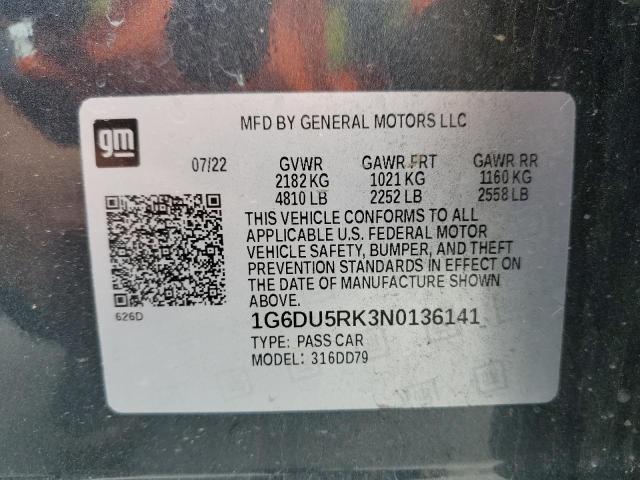 gm
MFD BY GENERAL MOTORS LLC
07/22 GVWR GAWR FRT GAWR RR
2182 KG 1021 KG 1160 KG
4810 LB 2252 LB 2558 LB
THIS VEHICLE CONFORMS TO ALL
APPLICABLE U.S. FEDERAL MOTOR
VEHICLE SAFETY, BUMPER, AND THEFT
PREVENTION STANDARDS IN EFFECT ON
THE DATE OF MANUFACTURE SHOWN
ABOVE.
626D
1G6DU5RK3N0136141
TYPE: PASS CAR
MODEL: 316DD79